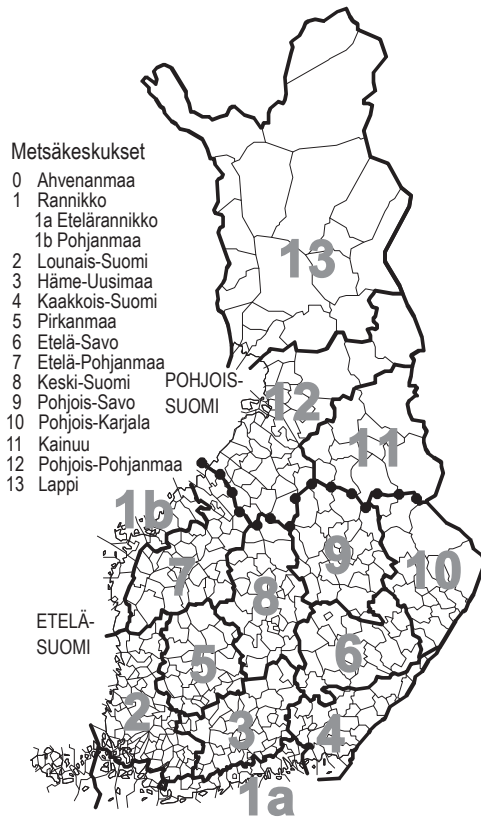 Metsäkeskukset
0 Ahvenanmaa
1 Rannikko
1a Etelärannikko
1b Pohjanmaa
2 Lounais-Suomi
3 Häme-Uusimaa
4 Kaakkois-Suomi
5 Pirkanmaa
6 Etelä-Savo
7 Etelä-Pohjanmaa
8 Keski-Suomi
9 Pohjois-Savo
10 Pohjois-Karjala
11 Kainuu
12 Pohjois-Pohjanmaa
13 Lappi
13
POHJOIS-
SUOMI
12
11
1b
9
10
7
8
ETELÄ-
SUOMI
6
5
2
3
4
1a